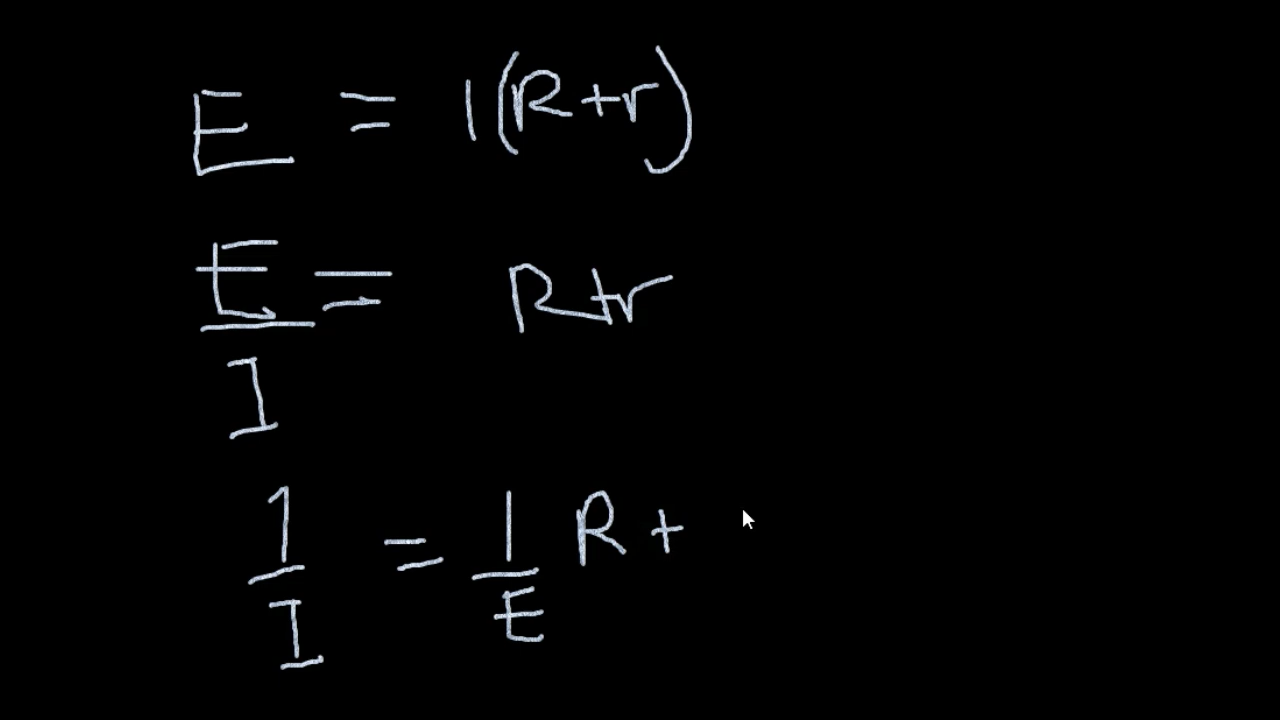 E = I(R+r)
E/I = R+r
1/I = 1/E R +